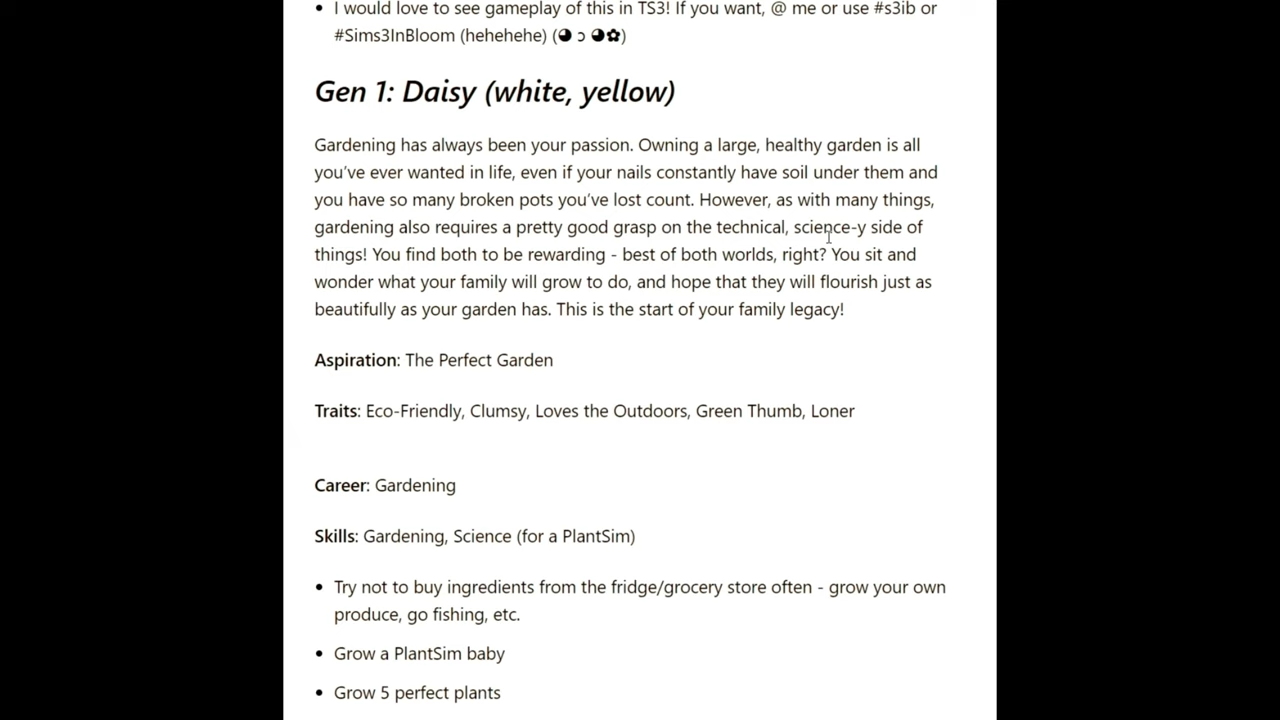 • I would love to see gameplay of this in TS3! If you want, @ me or use #s3ib or
#Sims3InBloom (hehehehe) (◕ ɔ ◕✿)
Gen 1: Daisy (white, yellow)
Gardening has always been your passion. Owning a large, healthy garden is all
you’ve ever wanted in life, even if your nails constantly have soil under them and
you have so many broken pots you’ve lost count. However, as with many things,
gardening also requires a pretty good grasp on the technical, science-y side of
things! You find both to be rewarding - best of both worlds, right? You sit and
wonder what your family will grow to do, and hope that they will flourish just as
beautifully as your garden has. This is the start of your family legacy!
Aspiration: The Perfect Garden
Traits: Eco-Friendly, Clumsy, Loves the Outdoors, Green Thumb, Loner
Career: Gardening
Skills: Gardening, Science (for a PlantSim)
• Try not to buy ingredients from the fridge/grocery store often - grow your own
produce, go fishing, etc.
• Grow a PlantSim baby
• Grow 5 perfect plants